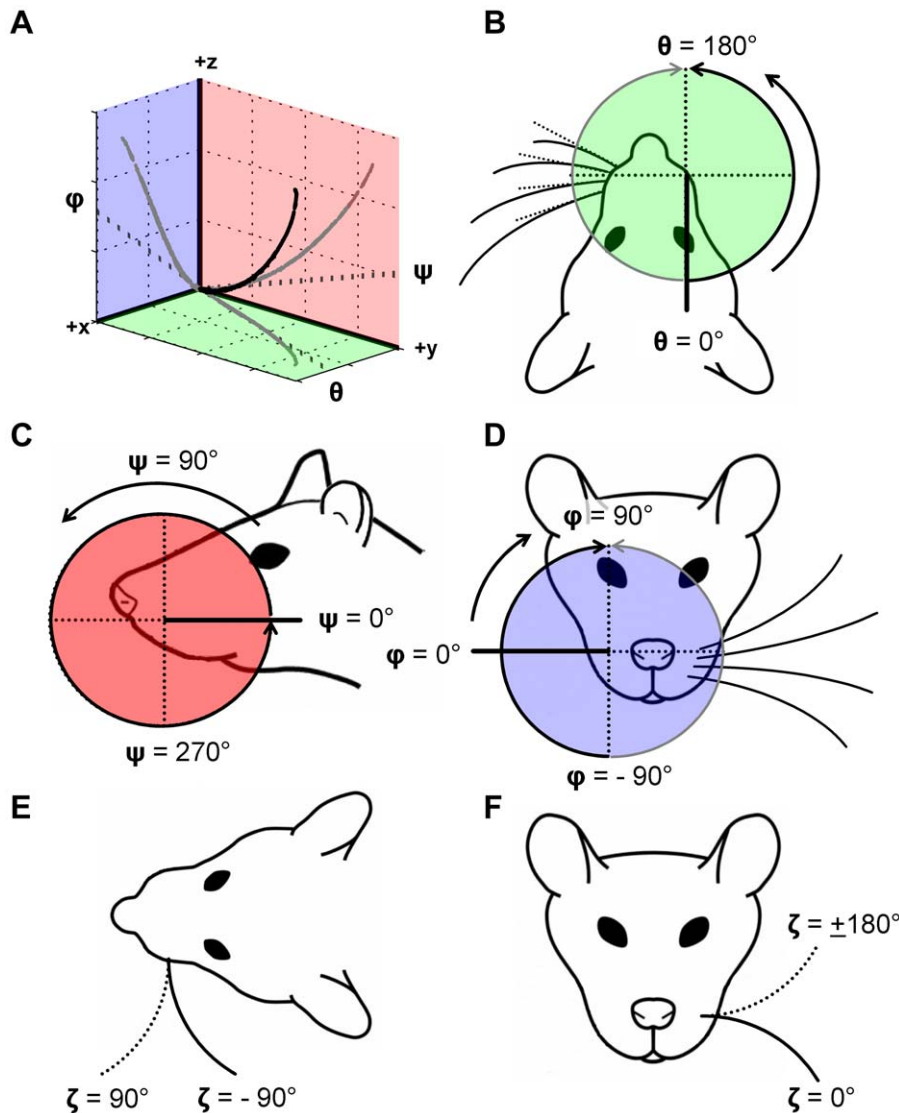 A
+z
φ
ψ
+x
+y
θ
B
θ = 180°
θ = 0°
C
ψ = 90°
ψ = 0°
ψ = 270°
D
φ = 90°
φ = 0°
φ = - 90°
E
ζ = 90°
ζ = - 90°
F
ζ = ±180°
ζ = 0°